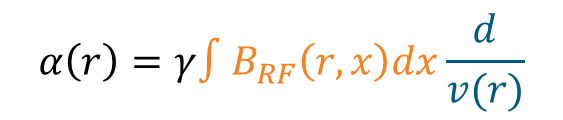 α(r) = γ∫ B_RF(r, x)dx d/v(r)